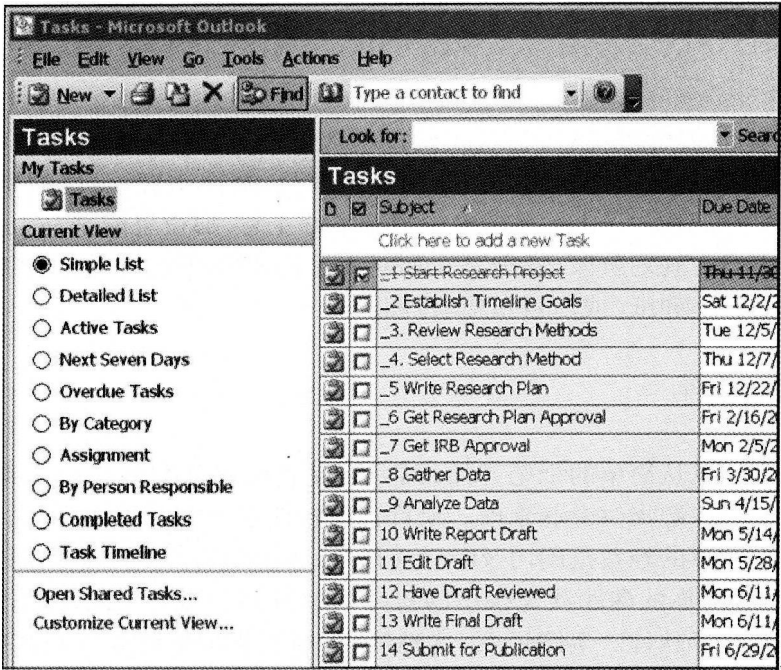 Tasks - Microsoft Outlook
File Edit View Go Tools Actions Help
New Find Type a contact to find
Tasks
My Tasks
Tasks
Current View
Simple List
Detailed List
Active Tasks
Next Seven Days
Overdue Tasks
By Category
Assignment
By Person Responsible
Completed Tasks
Task Timeline
Open Shared Tasks...
Customize Current View...
Look for:
Tasks
Subject Due Date
Click here to add a new Task
_1 Start Research Project Thu 11/30
_2 Establish Timeline Goals Sat 12/2/2
_3. Review Research Methods Tue 12/5/
_4. Select Research Method Thu 12/7/
_5 Write Research Plan Fri 12/22/
_6 Get Research Plan Approval Fri 2/16/2
_7 Get IRB Approval Mon 2/5/2
_8 Gather Data Fri 3/30/2
_9 Analyze Data Sun 4/15/
10 Write Report Draft Mon 5/14/
11 Edit Draft Mon 5/28/
12 Have Draft Reviewed Mon 6/11/
13 Write Final Draft Mon 6/11/
14 Submit for Publication Fri 6/29/2